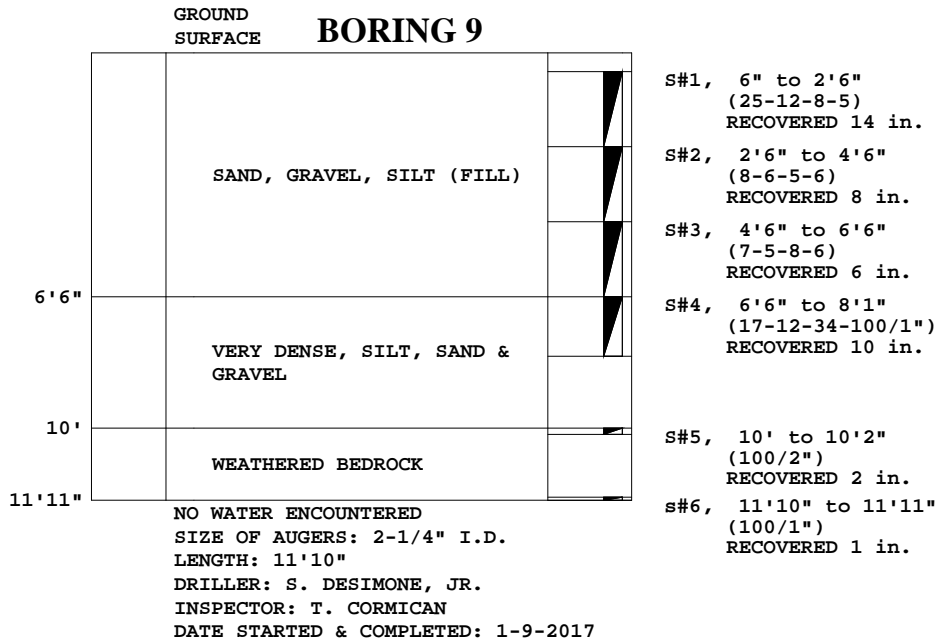 GROUND
SURFACE
BORING 9
S#1, 6" to 2'6"
(25-12-8-5)
RECOVERED 14 in.
S#2, 2'6" to 4'6"
(8-6-5-6)
RECOVERED 8 in.
SAND, GRAVEL, SILT (FILL)
S#3, 4'6" to 6'6"
(7-5-8-6)
RECOVERED 6 in.
6'6"
S#4, 6'6" to 8'1"
(17-12-34-100/1")
RECOVERED 10 in.
VERY DENSE, SILT, SAND &
GRAVEL
10'
S#5, 10' to 10'2"
(100/2")
RECOVERED 2 in.
WEATHERED BEDROCK
11'11"
S#6, 11'10" to 11'11"
(100/1")
RECOVERED 1 in.
NO WATER ENCOUNTERED
SIZE OF AUGERS: 2-1/4" I.D.
LENGTH: 11'10"
DRILLER: S. DESIMONE, JR.
INSPECTOR: T. CORMICAN
DATE STARTED & COMPLETED: 1-9-2017